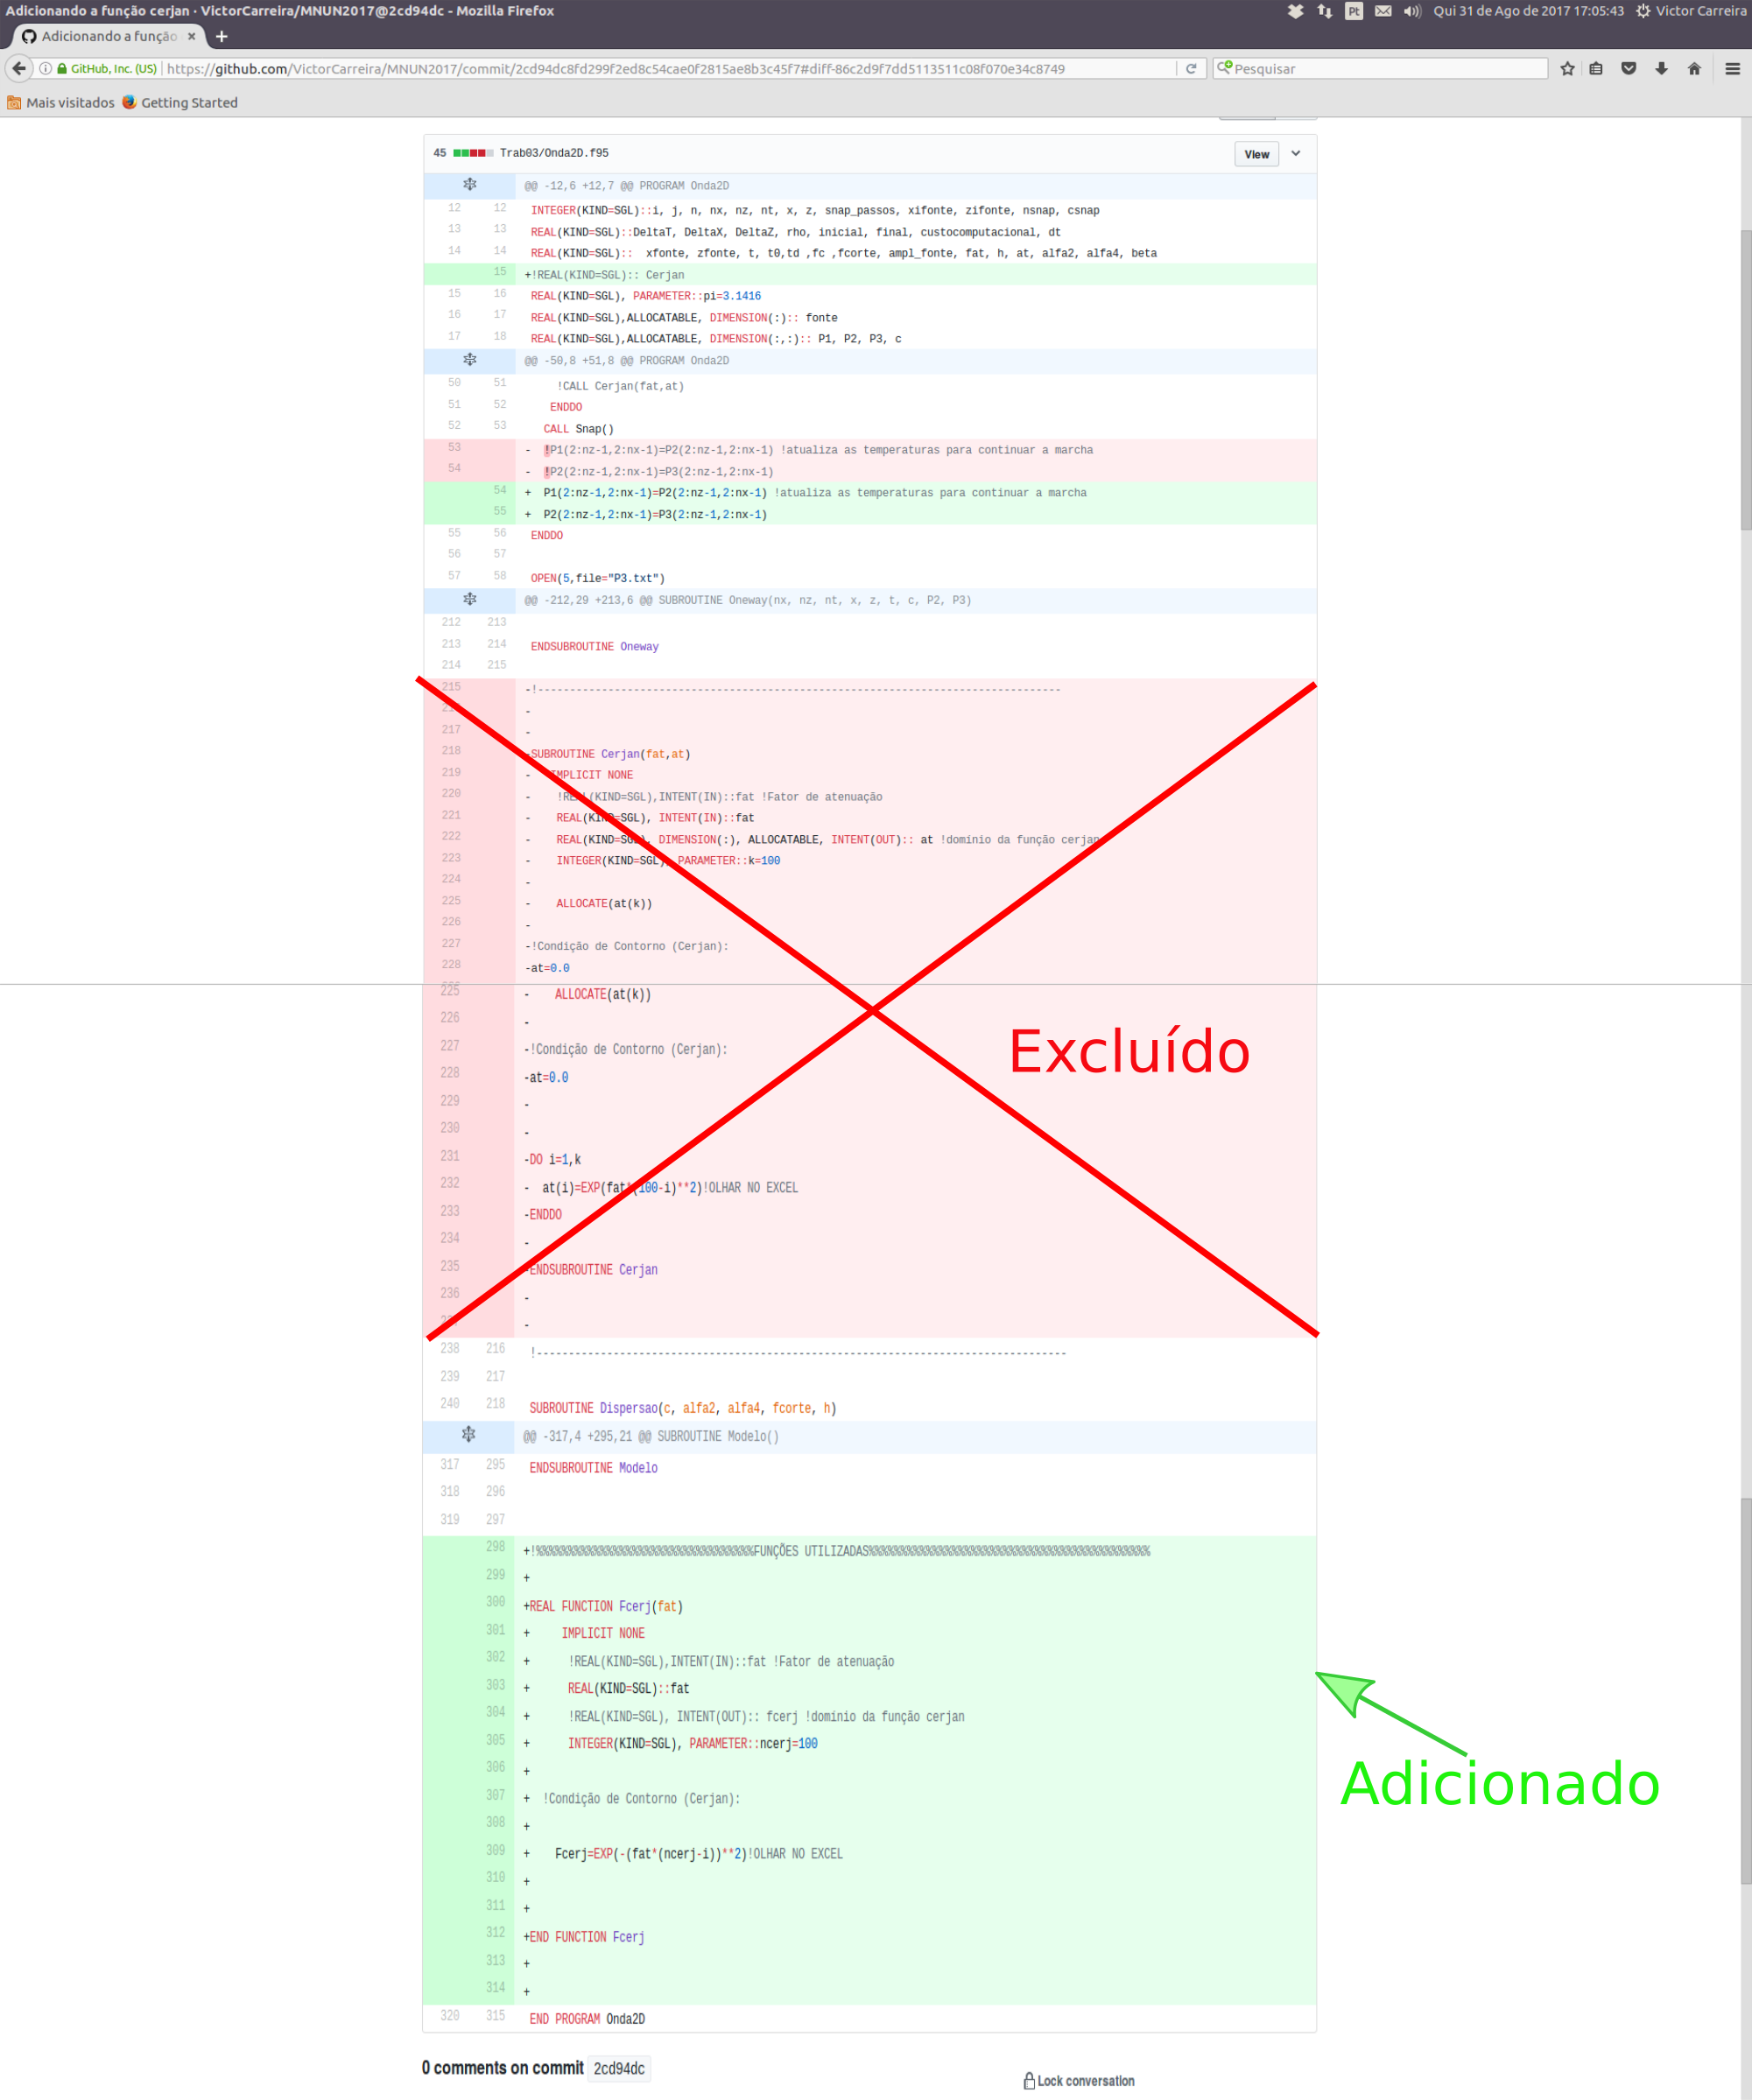 Adicionando a função cerjan · VictorCarreira/MNUN2017@2cd94dc - Mozilla Firefox
Pt Qui 31 de Ago de 2017 17:05:43 Victor Carreira
Adicionando a função × +
GitHub, Inc. (US) https://github.com/VictorCarreira/MNUN2017/commit/2cd94dc8fd299f2ed8c54cae0f2815ae8b3c45f7#diff-86c2d9f7dd5113511c08f070e34c8749 Pesquisar
Mais visitados Getting Started
45 Trab03/Onda2D.f95 View
@@ -12,6 +12,7 @@ PROGRAM Onda2D
12 12 INTEGER(KIND=SGL)::i, j, n, nx, nz, nt, x, z, snap_passos, xifonte, zifonte, nsnap, csnap
13 13 REAL(KIND=SGL)::DeltaT, DeltaX, DeltaZ, rho, inicial, final, custocomputacional, dt
14 14 REAL(KIND=SGL):: xfonte, zfonte, t, t0,td ,fc ,fcorte, ampl_fonte, fat, h, at, alfa2, alfa4, beta
15 +!REAL(KIND=SGL):: Cerjan
15 16 REAL(KIND=SGL), PARAMETER::pi=3.1416
16 17 REAL(KIND=SGL),ALLOCATABLE, DIMENSION(:):: fonte
17 18 REAL(KIND=SGL),ALLOCATABLE, DIMENSION(:,:):: P1, P2, P3, c
@@ -50,8 +51,8 @@ PROGRAM Onda2D
50 51 !CALL Cerjan(fat,at)
51 52 ENDDO
52 53 CALL Snap()
53 - !P1(2:nz-1,2:nx-1)=P2(2:nz-1,2:nx-1) !atualiza as temperaturas para continuar a marcha
54 - !P2(2:nz-1,2:nx-1)=P3(2:nz-1,2:nx-1)
54 + P1(2:nz-1,2:nx-1)=P2(2:nz-1,2:nx-1) !atualiza as temperaturas para continuar a marcha
55 + P2(2:nz-1,2:nx-1)=P3(2:nz-1,2:nx-1)
55 56 ENDDO
56 57
57 58 OPEN(5,file="P3.txt")
@@ -212,29 +213,6 @@ SUBROUTINE Oneway(nx, nz, nt, x, z, t, c, P2, P3)
212 213
213 214 ENDSUBROUTINE Oneway
214 215
215 -!----------------------------------------------------------------------------------
-
217 -
218 -SUBROUTINE Cerjan(fat,at)
219 - IMPLICIT NONE
220 - !REAL(KIND=SGL),INTENT(IN)::fat !Fator de atenuação
221 - REAL(KIND=SGL), INTENT(IN)::fat
222 - REAL(KIND=SGL), DIMENSION(:), ALLOCATABLE, INTENT(OUT):: at !domínio da função cerjan
223 - INTEGER(KIND=SGL), PARAMETER::k=100
224 -
225 - ALLOCATE(at(k))
226 -
227 -!Condição de Contorno (Cerjan):
228 -at=0.0
225 - ALLOCATE(at(k))
226 -
227 -!Condição de Contorno (Cerjan):
Excluído
228 -at=0.0
229 -
230 -
231 -DO i=1,k
232 - at(i)=EXP(fat*(100-i)**2)!OLHAR NO EXCEL
233 -ENDDO
234 -
235 -ENDSUBROUTINE Cerjan
236 -
-
238 216 !----------------------------------------------------------------------------------
239 217
240 218 SUBROUTINE Dispersao(c, alfa2, alfa4, fcorte, h)
@@ -317,4 +295,21 @@ SUBROUTINE Modelo()
317 295 ENDSUBROUTINE Modelo
318 296
319 297
298 +!%%%%%%%%%%%%%%%%%%%%%%%%%%%%%%%%%%FUNÇÕES UTILIZADAS%%%%%%%%%%%%%%%%%%%%%%%%%%%%%%%%%%%%%%%%%%%%
299 +
300 +REAL FUNCTION Fcerj(fat)
301 + IMPLICIT NONE
302 + !REAL(KIND=SGL),INTENT(IN)::fat !Fator de atenuação
303 + REAL(KIND=SGL)::fat
304 + !REAL(KIND=SGL), INTENT(OUT):: fcerj !domínio da função cerjan
305 + INTEGER(KIND=SGL), PARAMETER::ncerj=100
306 +
Adicionado
307 + !Condição de Contorno (Cerjan):
308 +
309 + Fcerj=EXP(-(fat*(ncerj-i))**2)!OLHAR NO EXCEL
310 +
311 +
312 +END FUNCTION Fcerj
313 +
314 +
320 315 END PROGRAM Onda2D
0 comments on commit 2cd94dc
Lock conversation